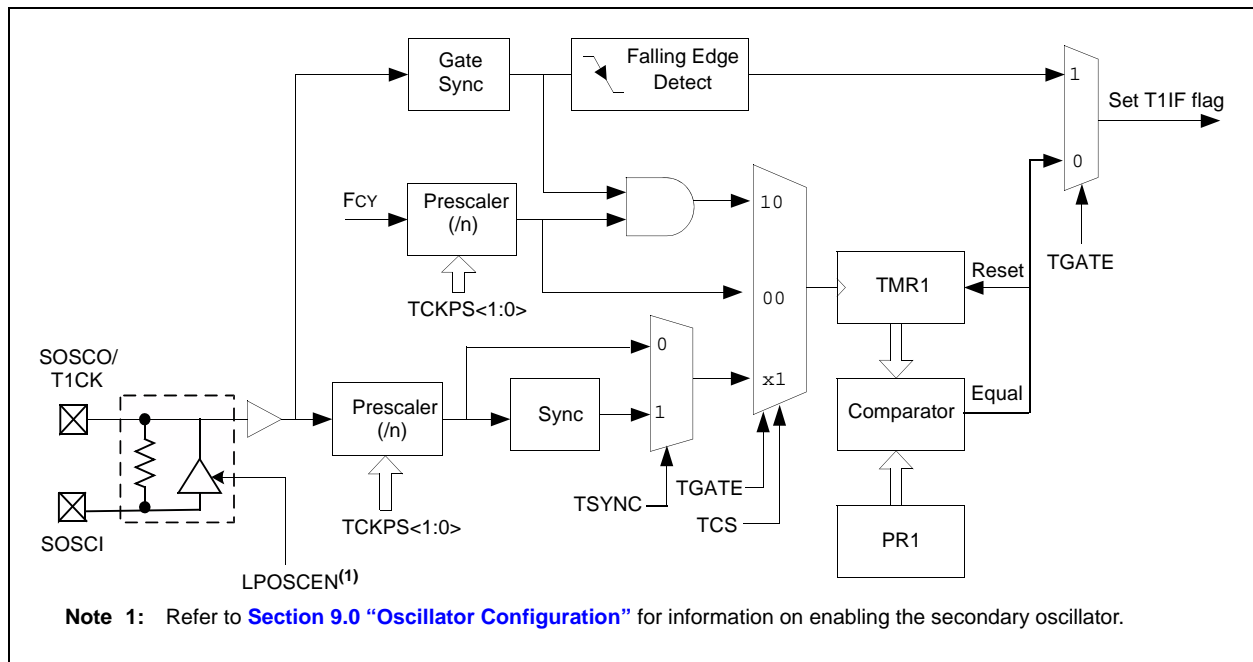 Gate
Sync
Falling Edge
Detect
1
Set T1IF flag
0
TGATE
FCY
Prescaler
(/n)
TCKPS<1:0>
10
00
x1
TMR1
Reset
SOSCO/
T1CK
Prescaler
(/n)
Sync
0
1
Comparator
Equal
TGATE
TSYNC
TCS
TCKPS<1:0>
SOSCI
PR1
LPOSCEN(1)
Note 1: Refer to Section 9.0 “Oscillator Configuration” for information on enabling the secondary oscillator.